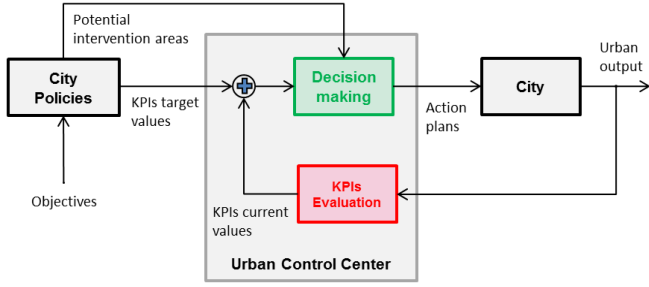 Potential
intervention areas
City
Policies
KPIs target
values
Decision
making
Action
plans
City
Urban
output
Objectives
KPIs current
values
KPIs
Evaluation
Urban Control Center